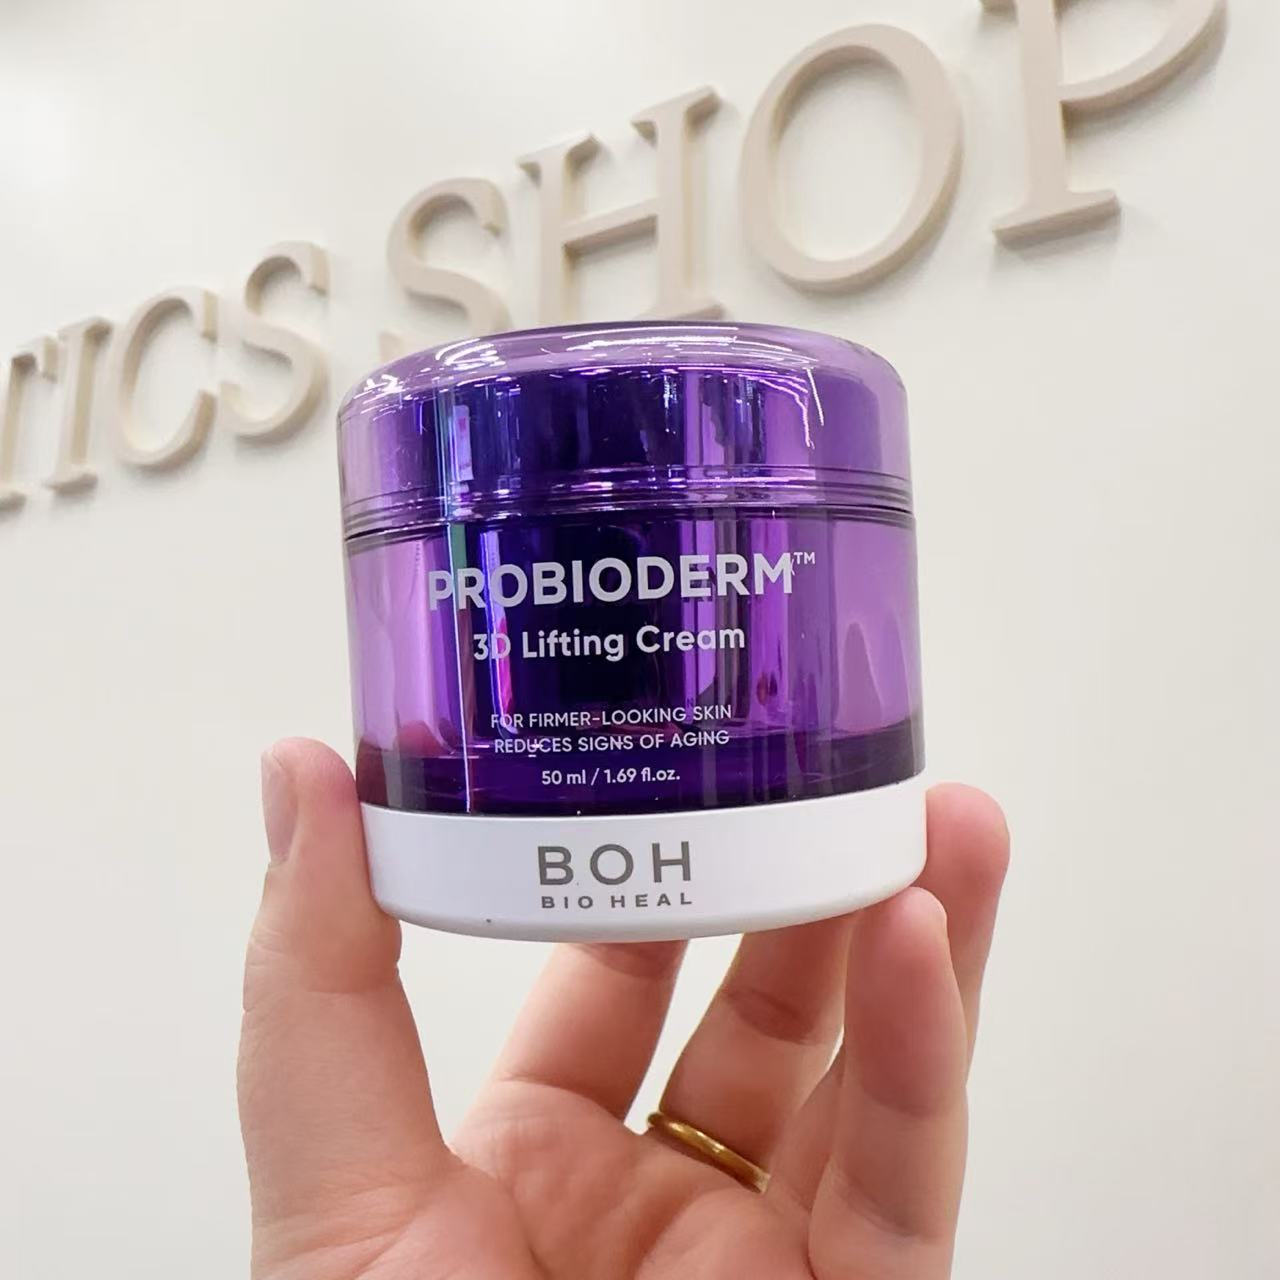 TICS SHOP
PROBIODERM™
3D Lifting Cream
FOR FIRMER-LOOKING SKIN
REDUCES SIGNS OF AGING
50 ml / 1.69 fl.oz.
BOH
BIO HEAL